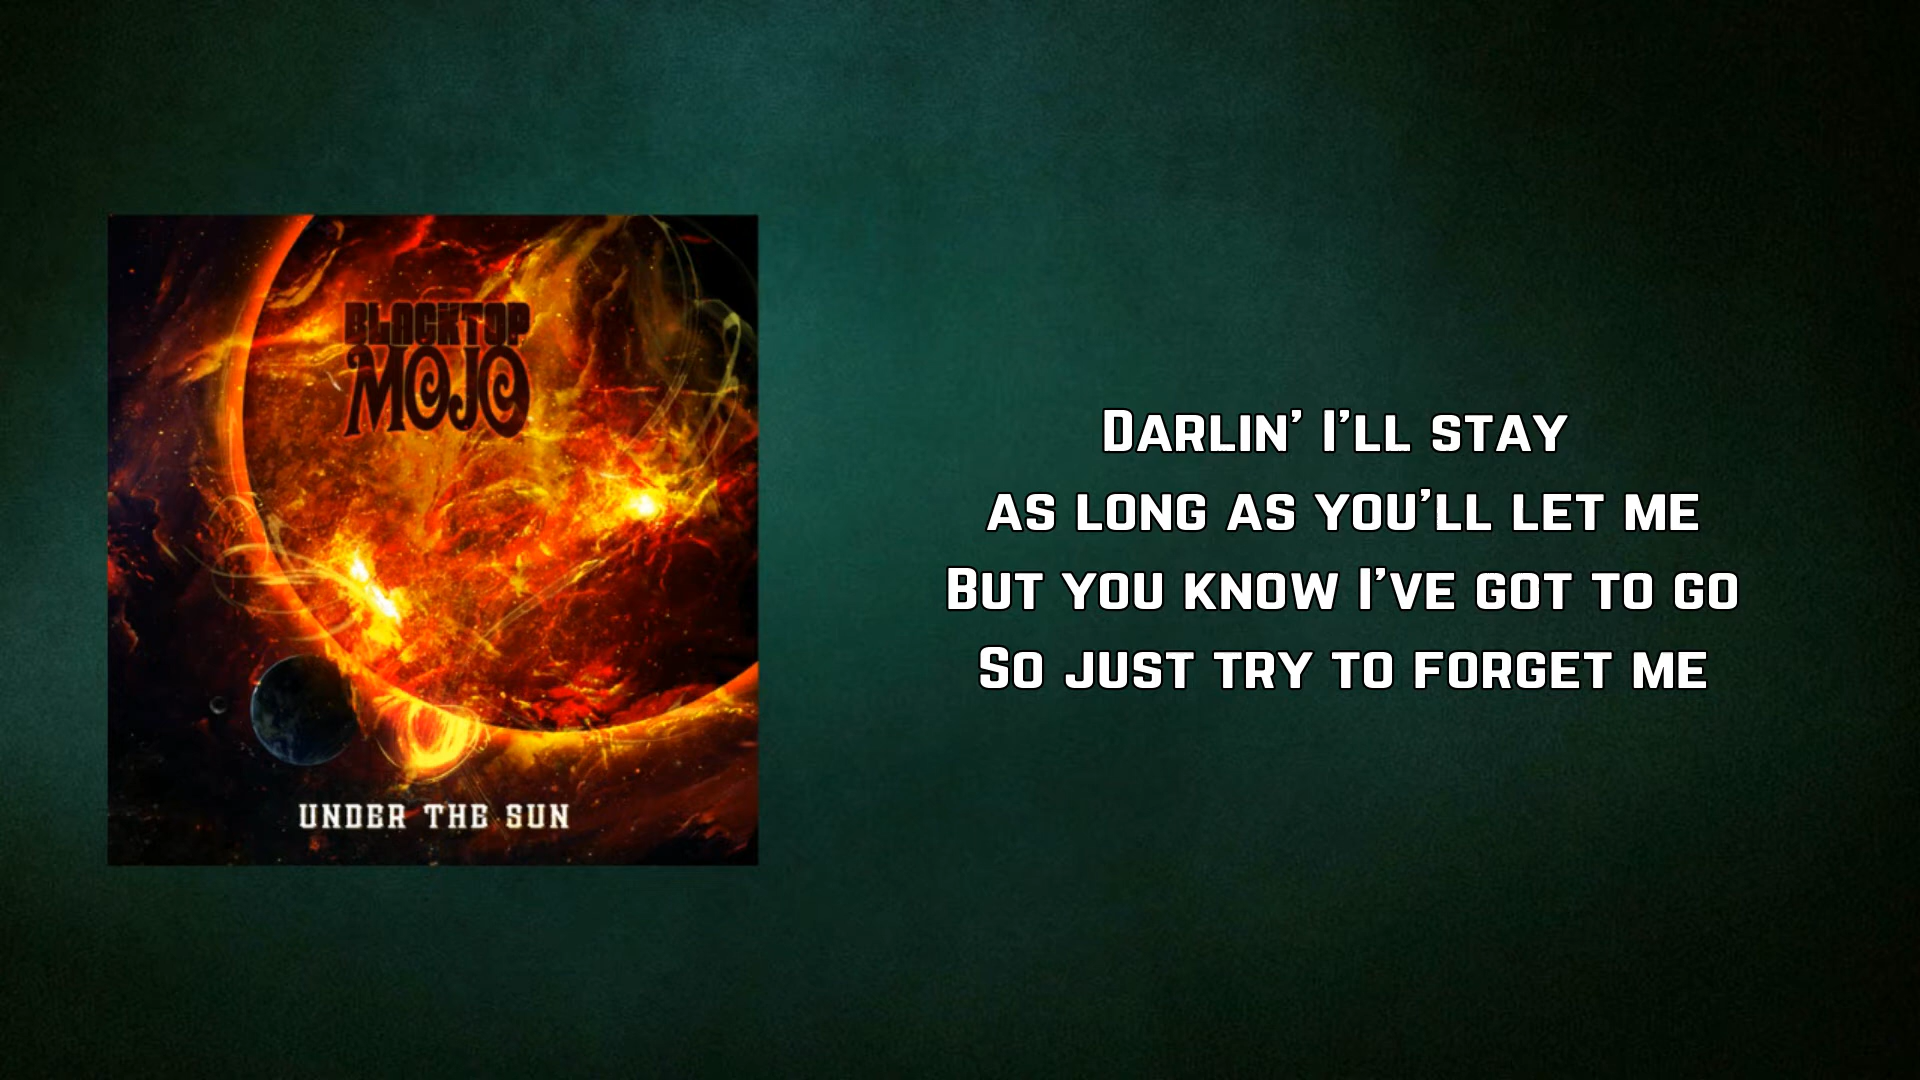 BLACKTOP
MOJO
UNDER THE SUN
Darlin' I'll stay
as long as you'll let me
But you know I've got to go
So just try to forget me